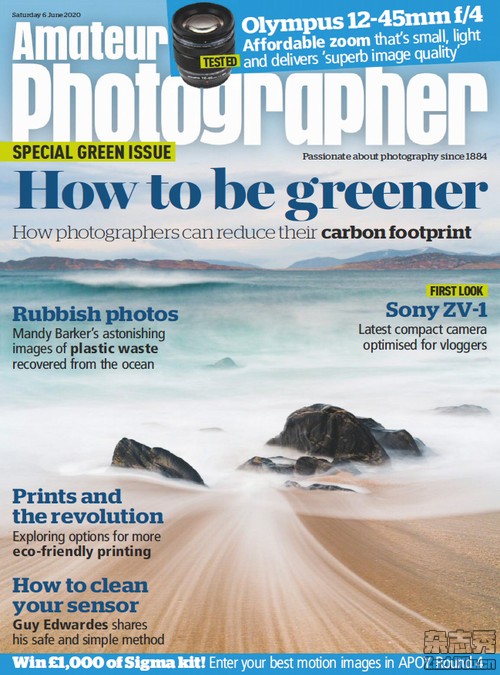 Saturday 6 June 2020
Olympus 12-45mm f/4
Affordable zoom that's small, light
and delivers 'superb image quality'
TESTED
Amateur
Photographer
SPECIAL GREEN ISSUE
Passionate about photography since 1884
How to be greener
How photographers can reduce their carbon footprint
Rubbish photos
Mandy Barker's astonishing
images of plastic waste
recovered from the ocean
FIRST LOOK
Sony ZV-1
Latest compact camera
optimised for vloggers
Prints and
the revolution
Exploring options for more
eco-friendly printing
How to clean
your sensor
Guy Edwardes shares
his safe and simple method
杂志秀
Win £1,000 of Sigma kit! Enter your best motion images in APOY Round 4